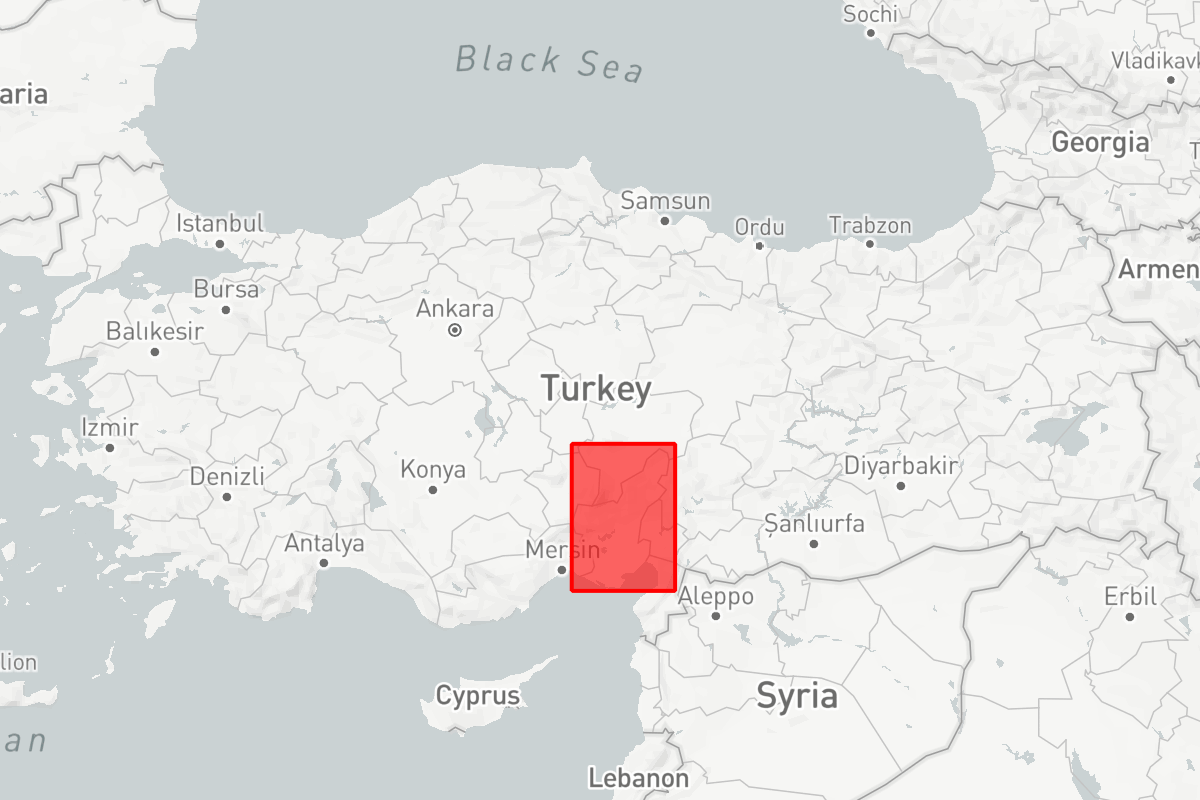 Sochi
Black Sea
Vladikavk
aria
Georgia
T
Samsun
Istanbul
Ordu
Trabzon
Armen
Bursa
Ankara
Balıkesir
Turkey
Izmir
Konya
Diyarbakir
Denizli
Şanlıurfa
Antalya
Mersin
Aleppo
Erbil
lion
Cyprus
Syria
an
Lebanon